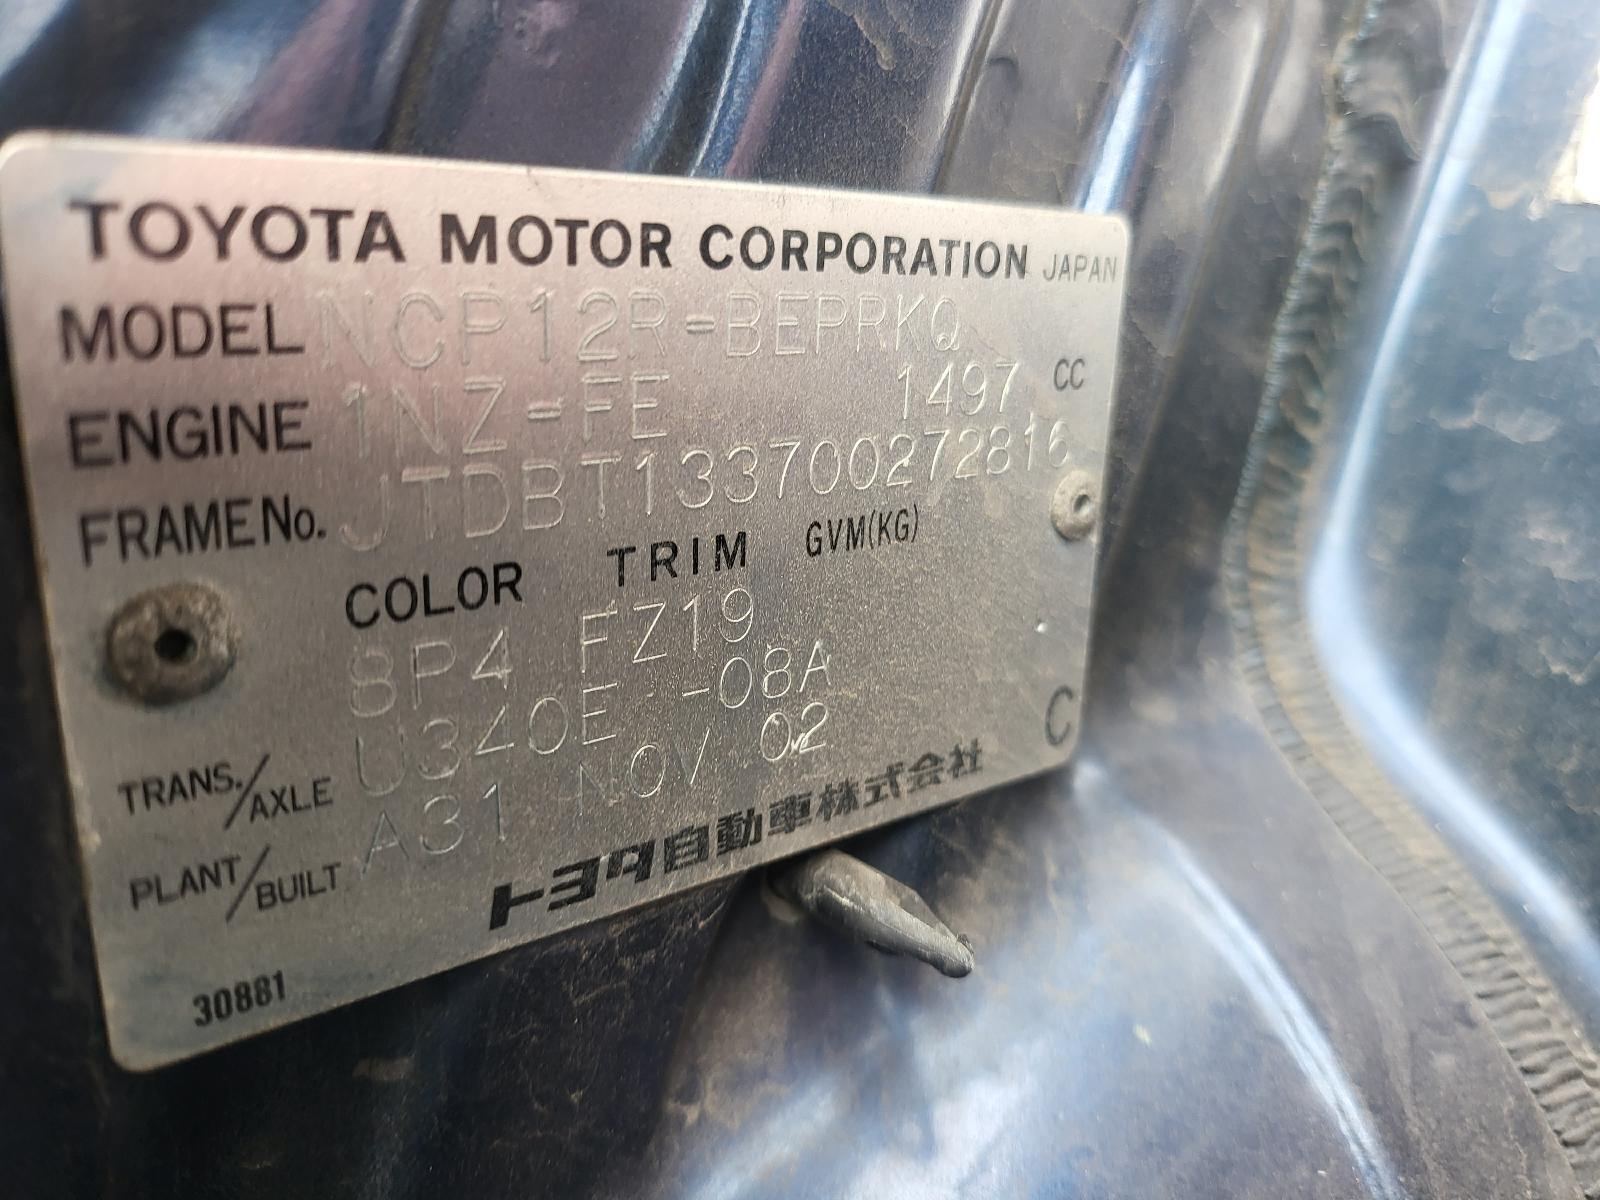 TOYOTA MOTOR CORPORATION JAPAN
MODEL NCP12R-BEPRKQ
ENGINE 1NZ-FE 1497 CC
FRAME No. JTDBT133700272816
COLOR TRIM GVM(KG)
8P4 FZ19
TRANS./AXLE U340E -08A
PLANT/BUILT A31 NOV 02
C
トヨタ自動車株式会社
30881